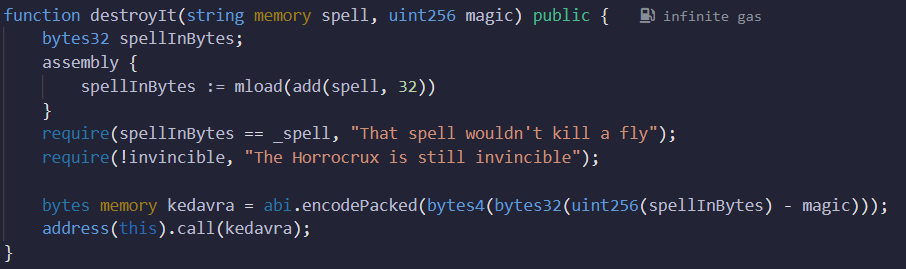 function destroyIt(string memory spell, uint256 magic) public { infinite gas
    bytes32 spellInBytes;
    assembly {
        spellInBytes := mload(add(spell, 32))
    }
    require(spellInBytes == _spell, "That spell wouldn't kill a fly");
    require(!invincible, "The Horrocrux is still invincible");

    bytes memory kedavra = abi.encodePacked(bytes4(bytes32(uint256(spellInBytes) - magic)));
    address(this).call(kedavra);
}